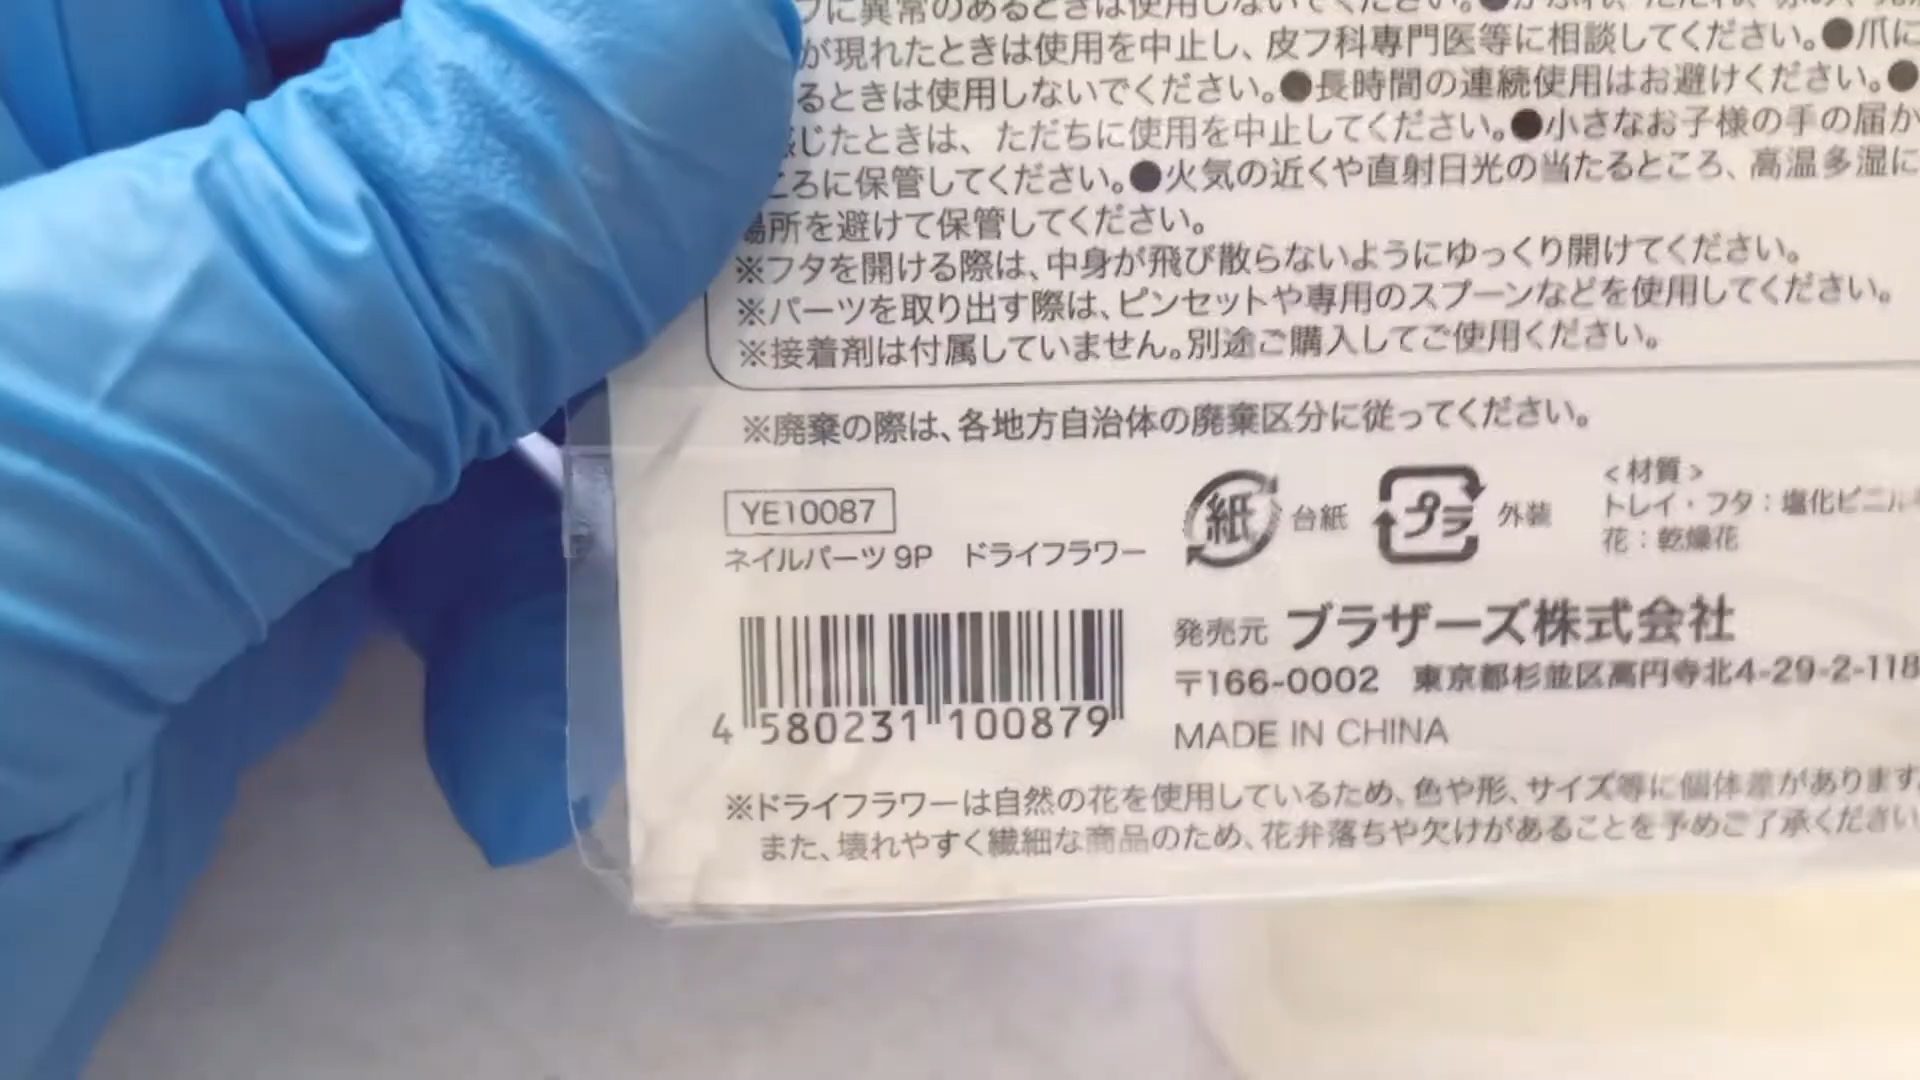 フに異常のあるときは使用しないでください。
が現れたときは使用を中止し、皮フ科専門医等に相談してください。●爪に
るときは使用しないでください。●長時間の連続使用はお避けください。●
じたときは、ただちに使用を中止してください。●小さなお子様の手の届か
ころに保管してください。●火気の近くや直射日光の当たるところ、高温多湿に
場所を避けて保管してください。
※フタを開ける際は、中身が飛び散らないようにゆっくり開けてください。
※パーツを取り出す際は、ピンセットや専用のスプーンなどを使用してください。
※接着剤は付属していません。別途ご購入してご使用ください。
※廃棄の際は、各地方自治体の廃棄区分に従ってください。
YE10087
ネイルパーツ9P ドライフラワー
紙 台紙 プラ 外装
<材質>
トレイ・フタ：塩化ビニル
花：乾燥花
4 580231 100879
発売元 ブラザーズ株式会社
〒166-0002 東京都杉並区高円寺北4-29-2-118
MADE IN CHINA
※ドライフラワーは自然の花を使用しているため、色や形、サイズ等に個体差があります。
また、壊れやすく繊細な商品のため、花弁落ちや欠けがあることを予めご了承ください